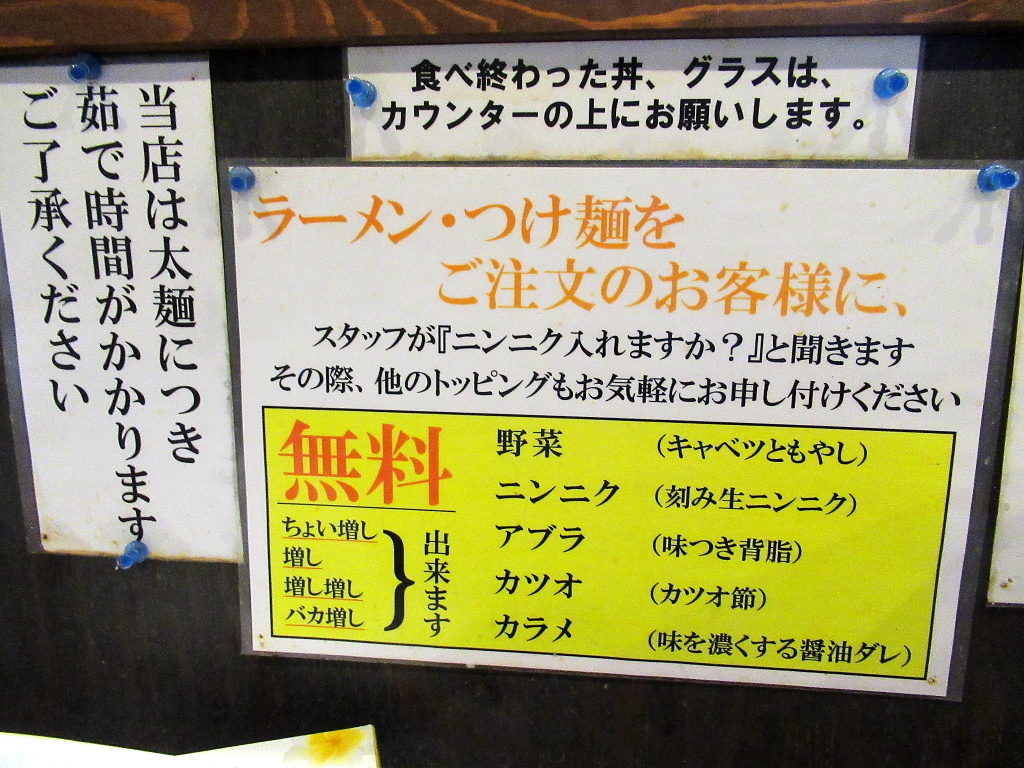 食べ終わった丼、グラスは、
カウンターの上にお願いします。
当店は太麺につき
茹で時間がかかります
ご了承ください
ラーメン・つけ麺を
ご注文のお客様に、
スタッフが『ニンニク入れますか？』と聞きます
その際、他のトッピングもお気軽にお申し付けください
無料
ちょい増し
増し
増し増し
バカ増し
出来ます
野菜 （キャベツともやし）
ニンニク （刻み生ニンニク）
アブラ （味つき背脂）
カツオ （カツオ節）
カラメ （味を濃くする醤油ダレ）